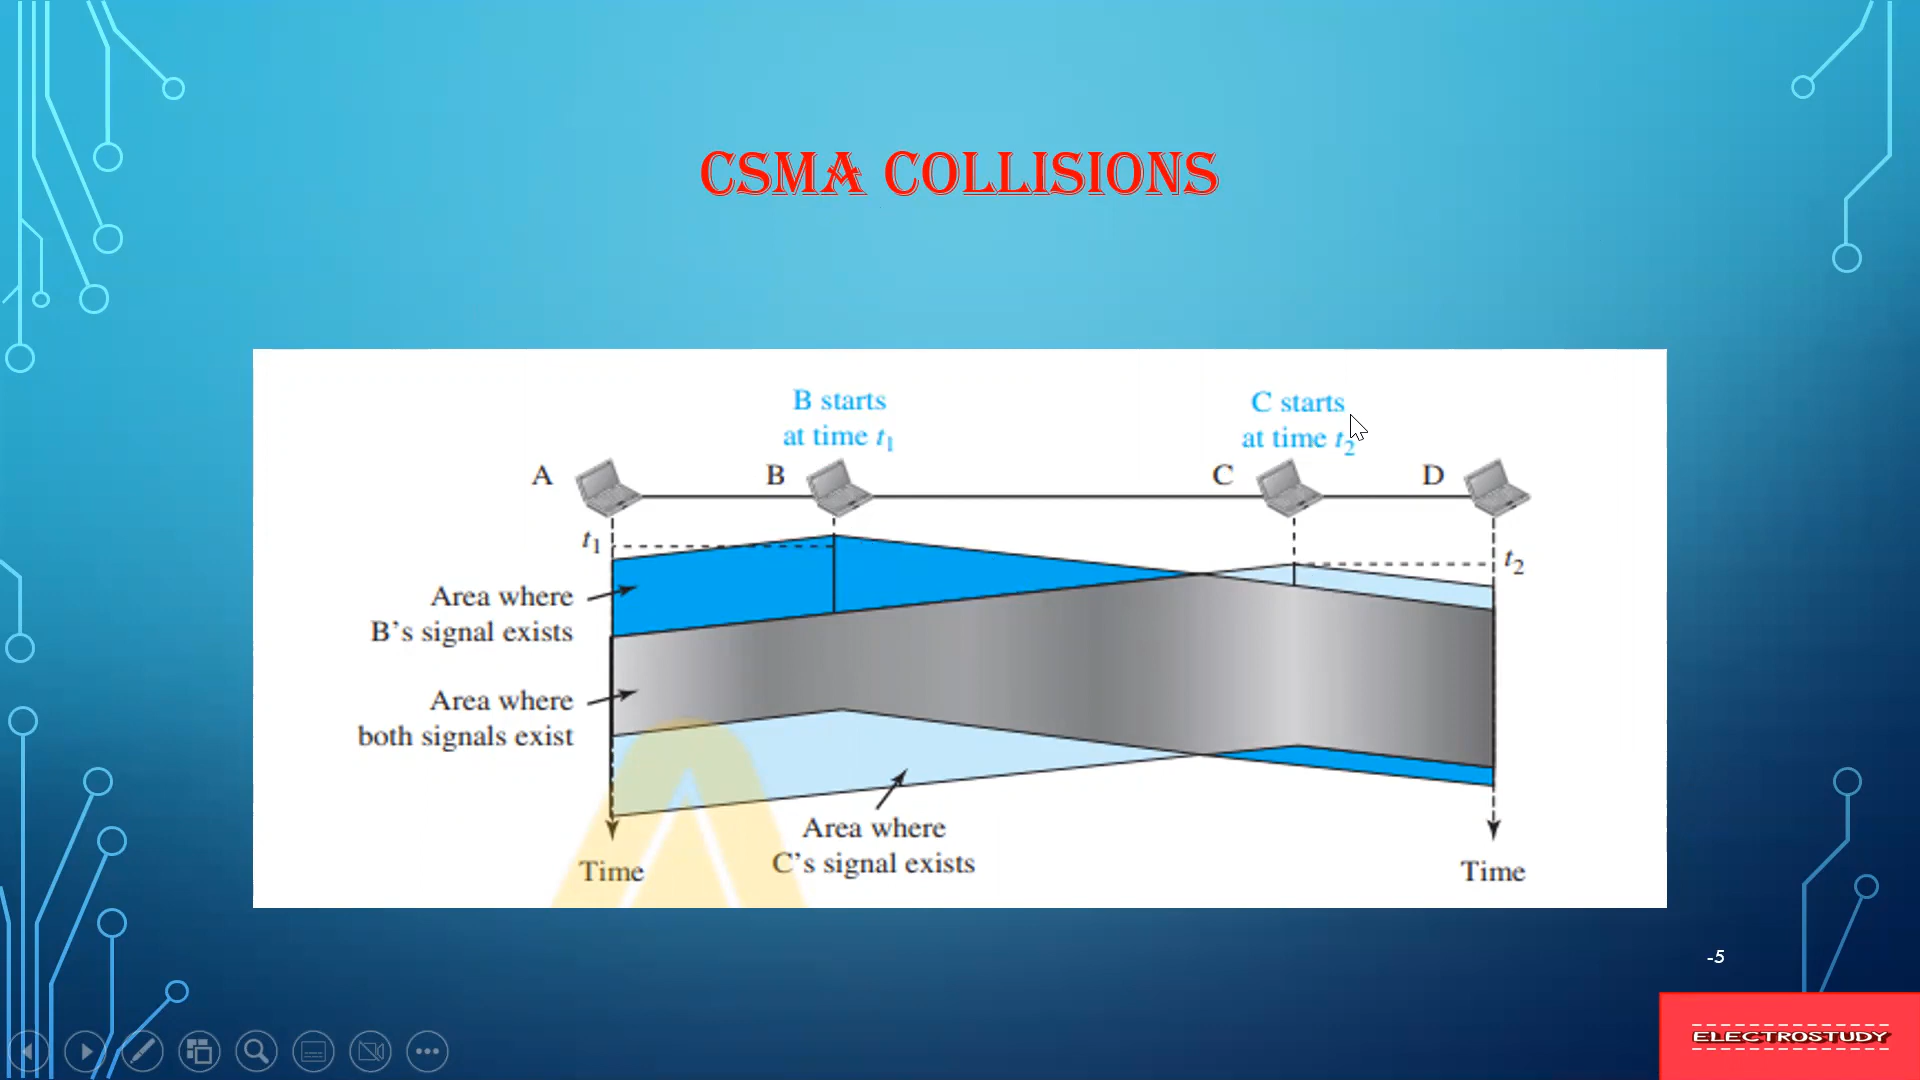 CSMA COLLISIONS
B starts
at time t1
C starts
at time t2
A
B
C
D
t1
t2
Area where
B’s signal exists
Area where
both signals exist
Area where
C’s signal exists
Time
Time
-5
ELECTROSTUDY